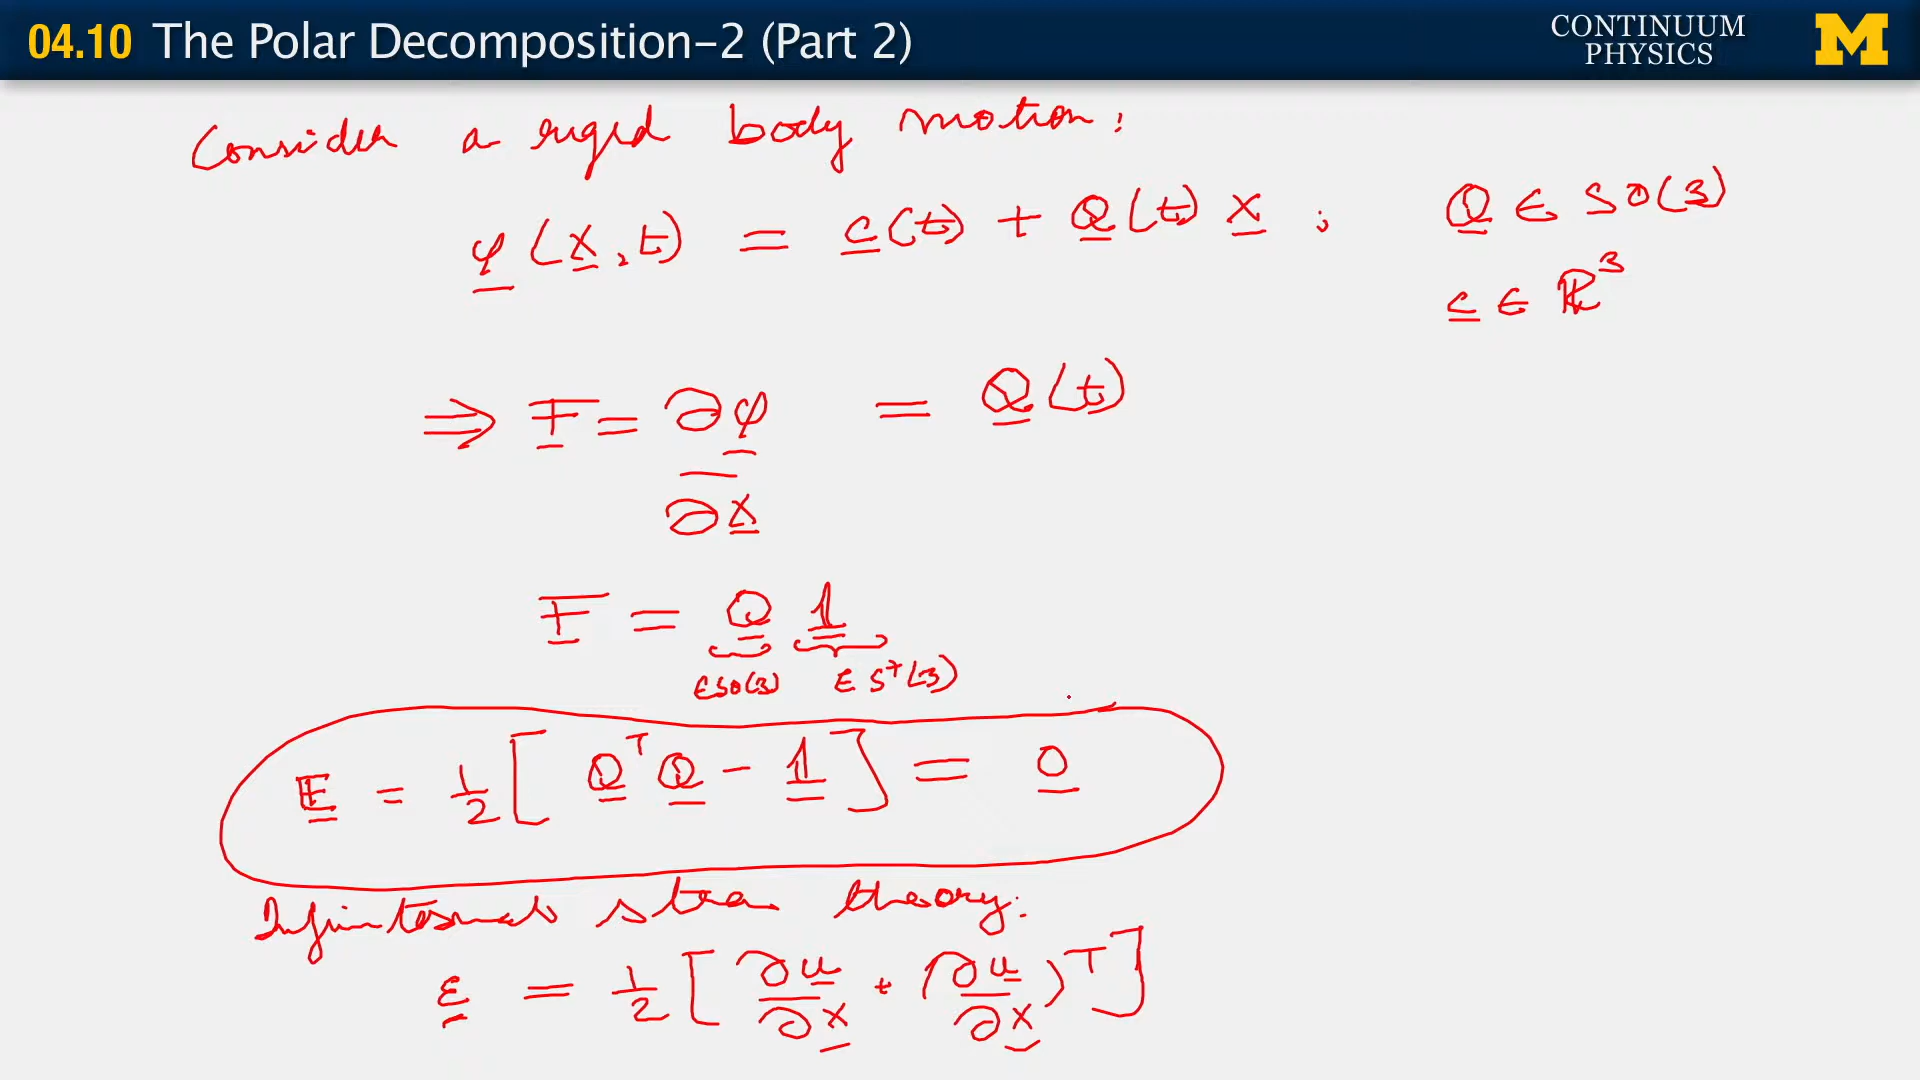 04.10 The Polar Decomposition-2 (Part 2)
CONTINUUM PHYSICS M
Consider a rigid body motion:
φ(X,t) = c(t) + Q(t) X ; Q ∈ SO(3)
c ∈ ℝ³
⇒ F = ∂φ/∂X = Q(t)
F = Q 1
∈ SO(3) ∈ S⁺(3)
E = 1/2 [ QᵀQ - 1 ] = 0
strain theory:
ε = 1/2 [ ∂u/∂X + (∂u/∂X)ᵀ ]